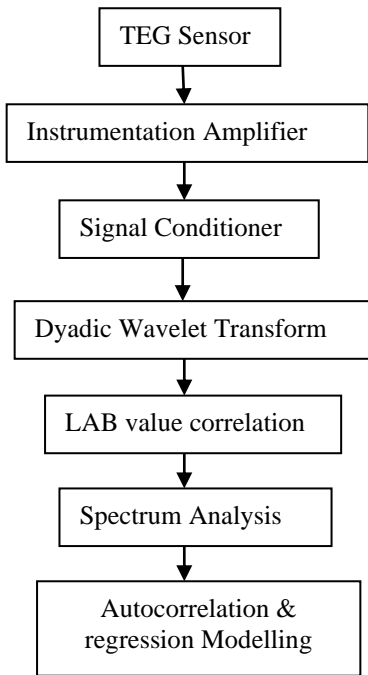 TEG Sensor
Instrumentation Amplifier
Signal Conditioner
Dyadic Wavelet Transform
LAB value correlation
Spectrum Analysis
Autocorrelation &
regression Modelling